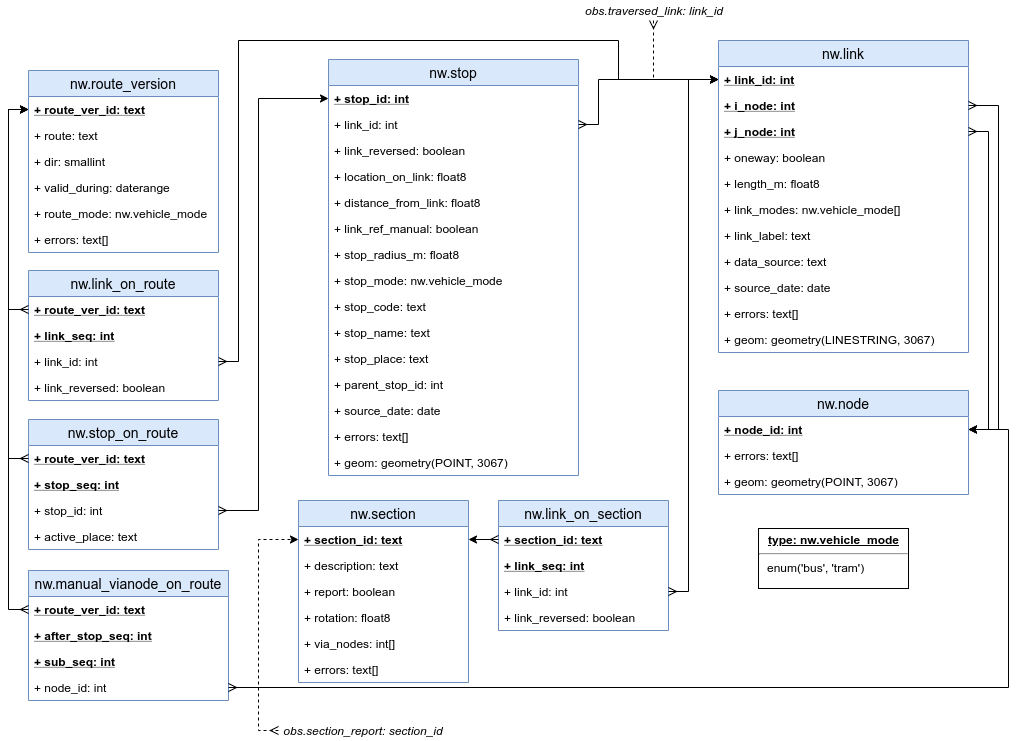 obs.traversed_link: link_id
nw.route_version
+ route_ver_id: text
+ route: text
+ dir: smallint
+ valid_during: daterange
+ route_mode: nw.vehicle_mode
+ errors: text[]
nw.link_on_route
+ route_ver_id: text
+ link_seq: int
+ link_id: int
+ link_reversed: boolean
nw.stop_on_route
+ route_ver_id: text
+ stop_seq: int
+ stop_id: int
+ active_place: text
nw.manual_vianode_on_route
+ route_ver_id: text
+ after_stop_seq: int
+ sub_seq: int
+ node_id: int
nw.stop
+ stop_id: int
+ link_id: int
+ link_reversed: boolean
+ location_on_link: float8
+ distance_from_link: float8
+ link_ref_manual: boolean
+ stop_radius_m: float8
+ stop_mode: nw.vehicle_mode
+ stop_code: text
+ stop_name: text
+ stop_place: text
+ parent_stop_id: int
+ source_date: date
+ errors: text[]
+ geom: geometry(POINT, 3067)
nw.section
+ section_id: text
+ description: text
+ report: boolean
+ rotation: float8
+ via_nodes: int[]
+ errors: text[]
nw.link_on_section
+ section_id: text
+ link_seq: int
+ link_id: int
+ link_reversed: boolean
nw.link
+ link_id: int
+ i_node: int
+ j_node: int
+ oneway: boolean
+ length_m: float8
+ link_modes: nw.vehicle_mode[]
+ link_label: text
+ data_source: text
+ source_date: date
+ errors: text[]
+ geom: geometry(LINESTRING, 3067)
nw.node
+ node_id: int
+ errors: text[]
+ geom: geometry(POINT, 3067)
type: nw.vehicle_mode
enum('bus', 'tram')
obs.section_report: section_id